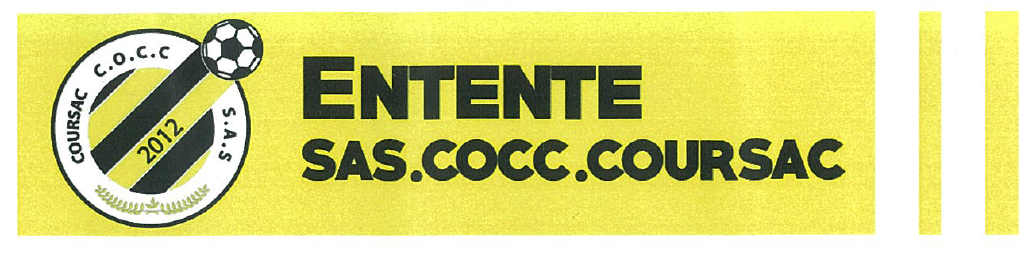 COURSAC C.O.C.C S.A.S
2012
ENTENTE
SAS.COCC.COURSAC